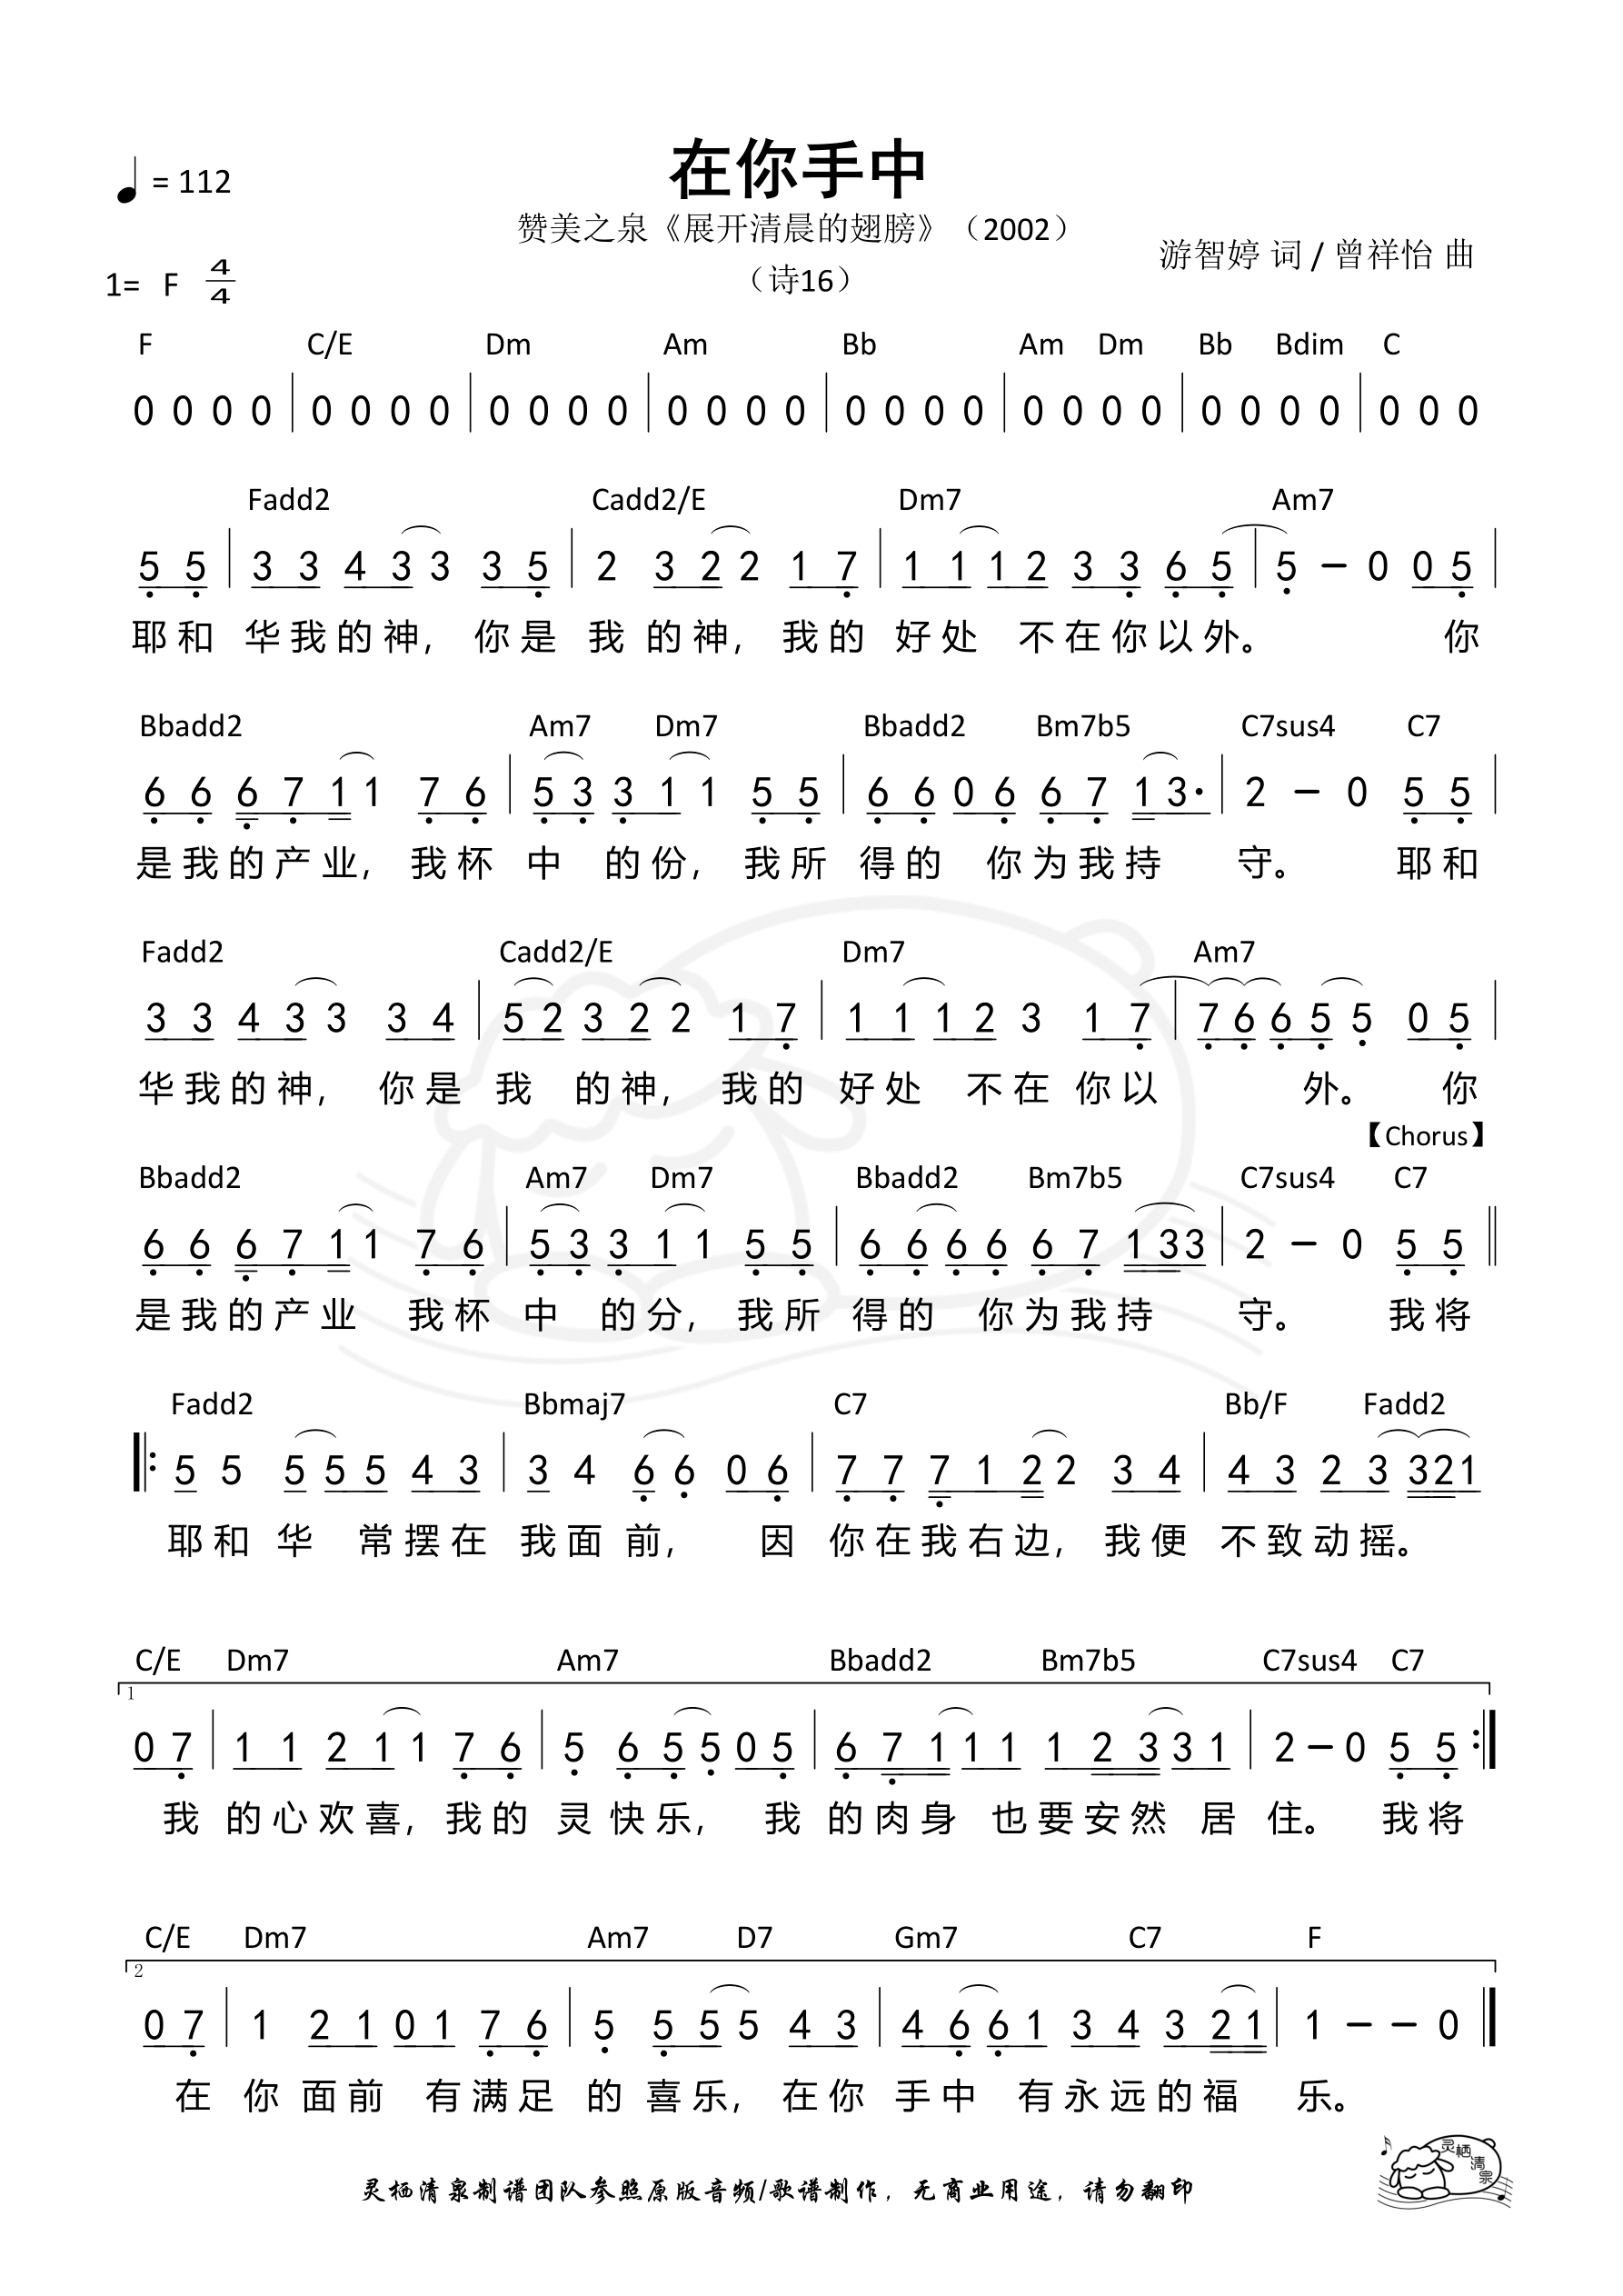 在你手中
= 112
赞美之泉《展开清晨的翅膀》（2002）
游智婷 词 / 曾祥怡 曲
（诗16）
1= F 4/4
F C/E Dm Am Bb Am Dm Bb Bdim C
0 0 0 0 | 0 0 0 0 | 0 0 0 0 | 0 0 0 0 | 0 0 0 0 | 0 0 0 0 | 0 0 0 0 | 0 0 0
Fadd2 Cadd2/E Dm7 Am7
5 5 | 3 3 4 3 3 3 5 | 2 3 2 2 1 7 | 1 1 1 2 3 3 6 5 | 5 – 0 0 5 |
耶和 华我的神， 你是 我 的神， 我的 好处 不在你以外。 你
Bbadd2 Am7 Dm7 Bbadd2 Bm7b5 C7sus4 C7
6 6 6 7 1 1 7 6 | 5 3 3 1 1 5 5 | 6 6 0 6 6 7 1 3· | 2 – 0 5 5 |
是我的产业， 我杯 中 的份， 我所 得的 你为我持 守。 耶和
Fadd2 Cadd2/E Dm7 Am7
3 3 4 3 3 3 4 | 5 2 3 2 2 1 7 | 1 1 1 2 3 1 7 | 7 6 6 5 5 0 5 |
华我的神， 你是 我 的神， 我的 好处 不在 你以 外。 你
【Chorus】
Bbadd2 Am7 Dm7 Bbadd2 Bm7b5 C7sus4 C7
6 6 6 7 1 1 7 6 | 5 3 3 1 1 5 5 | 6 6 6 6 6 7 1 3 3 | 2 – 0 5 5 ‖
是我的产业 我杯 中 的分， 我所 得的 你为我持 守。 我将
Fadd2 Bbmaj7 C7 Bb/F Fadd2
‖: 5 5 5 5 5 4 3 | 3 4 6 6 0 6 | 7 7 7 1 2 2 3 4 | 4 3 2 3 3 2 1
耶和 华 常摆在 我面 前， 因 你在我右边， 我便 不致动摇。
C/E Dm7 Am7 Bbadd2 Bm7b5 C7sus4 C7
1
0 7 | 1 1 2 1 1 7 6 | 5 6 5 5 0 5 | 6 7 1 1 1 1 2 3 3 1 | 2 – 0 5 5 :‖
我 的心欢喜， 我的 灵 快乐， 我 的肉身 也要安然 居 住。 我将
C/E Dm7 Am7 D7 Gm7 C7 F
2
0 7 | 1 2 1 0 1 7 6 | 5 5 5 5 4 3 | 4 6 6 1 3 4 3 2 1 | 1 – – 0 ‖
在 你 面前 有满足 的 喜乐， 在你 手中 有永远的福 乐。
灵栖清泉
灵栖清泉制谱团队参照原版音频/歌谱制作，无商业用途，请勿翻印